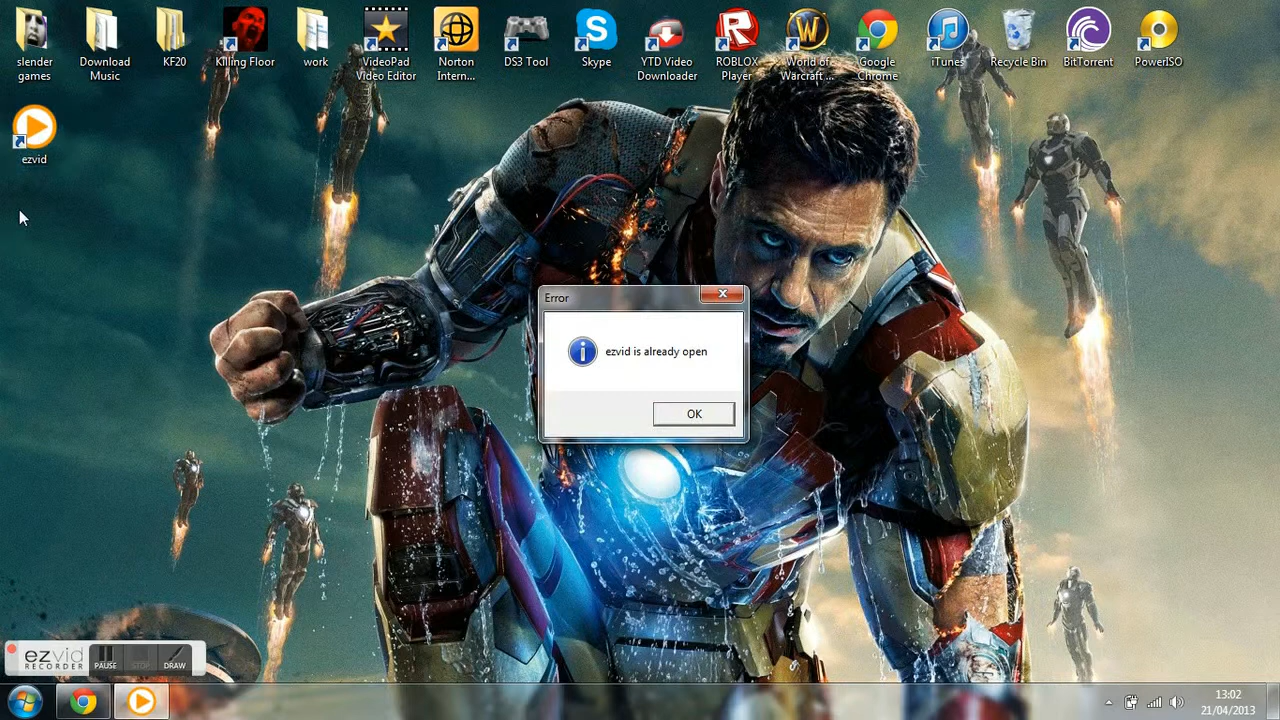 slender
games
Download
Music
KF20
Killing Floor
work
VideoPad
Video Editor
Norton
Intern...
DS3 Tool
Skype
YTD Video
Downloader
ROBLOX
Player
World of
Warcraft ...
Google
Chrome
iTunes
Recycle Bin
BitTorrent
PowerISO
ezvid
Error
ezvid is already open
OK
ezvid
RECORDER
PAUSE
STOP
DRAW
13:02
21/04/2013